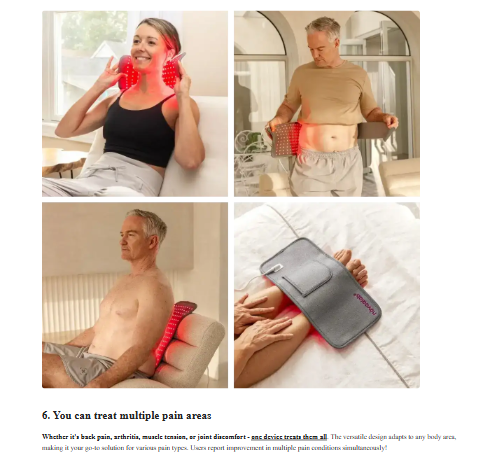 6. You can treat multiple pain areas
Whether it's back pain, arthritis, muscle tension, or joint discomfort - one device treats them all. The versatile design adapts to any body area,
making it your go-to solution for various pain types. Users report improvement in multiple pain conditions simultaneously!